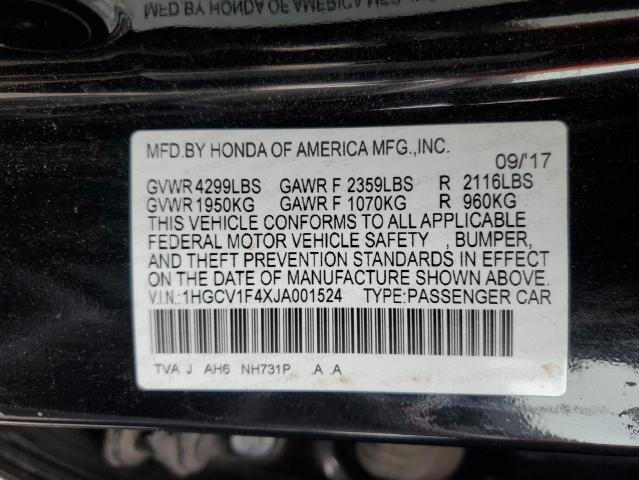 MFD.BY HONDA OF AMERICA MFG.,INC.
09/'17
GVWR 4299LBS GAWR F 2359LBS R 2116LBS
GVWR 1950KG GAWR F 1070KG R 960KG
THIS VEHICLE CONFORMS TO ALL APPLICABLE
FEDERAL MOTOR VEHICLE SAFETY , BUMPER,
AND THEFT PREVENTION STANDARDS IN EFFECT
ON THE DATE OF MANUFACTURE SHOWN ABOVE.
V.I.N.:1HGCV1F4XJA001524 TYPE:PASSENGER CAR
TVA J AH6 NH731P .A .A